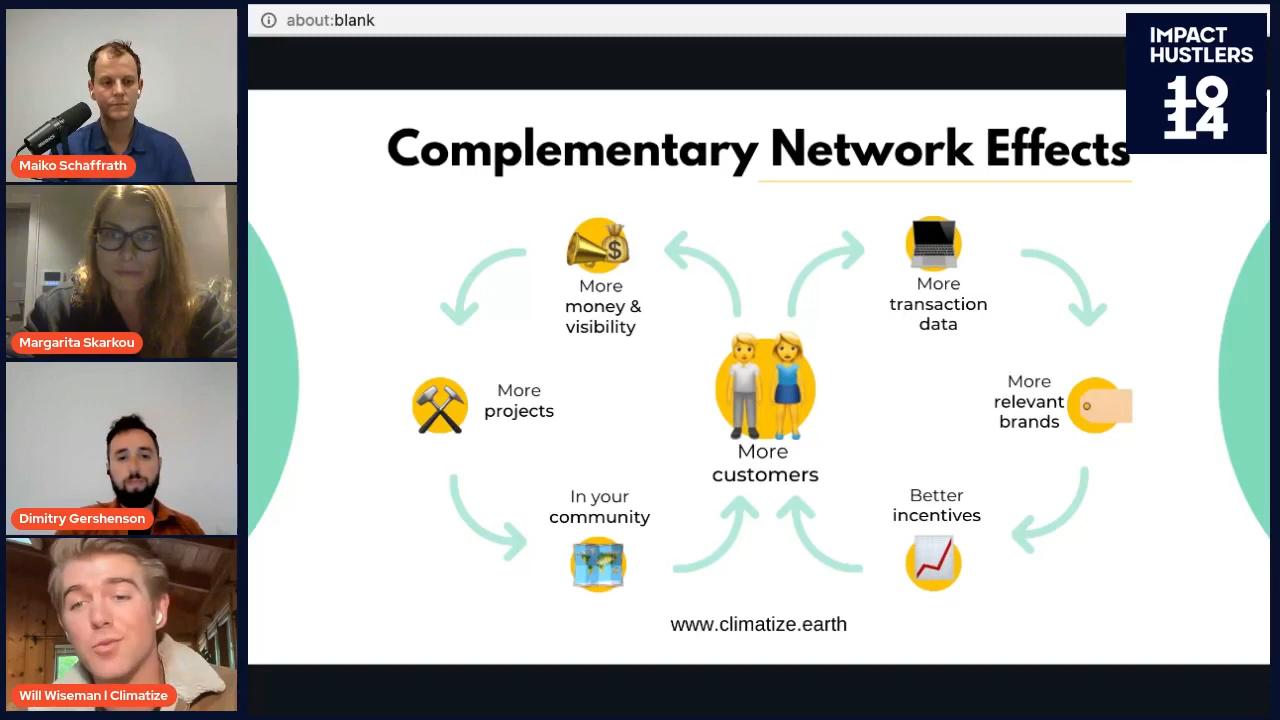 about:blank
IMPACT
HUSTLERS
10
14
Maiko Schaffrath
Margarita Skarkou
Dimitry Gershenson
Will Wiseman | Climatize
Complementary Network Effects
More
money &
visibility
More
transaction
data
More
projects
More
relevant
brands
More
customers
In your
community
Better
incentives
www.climatize.earth